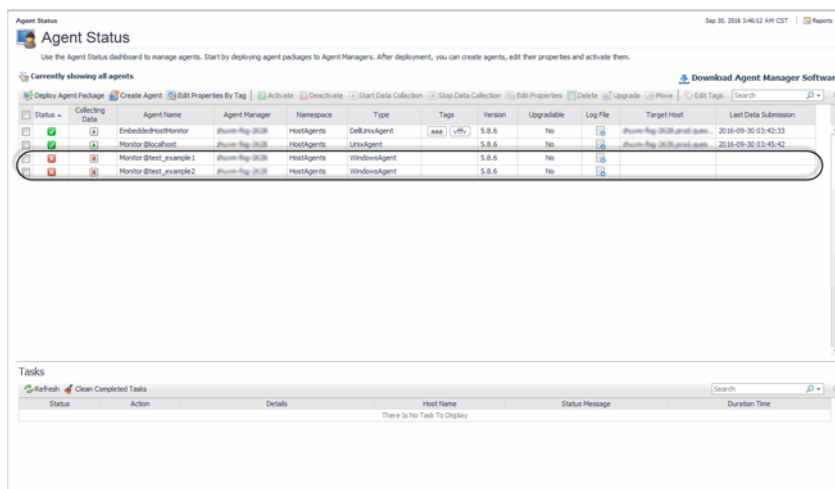 Agent Status
Sep 30, 2016 3:46:12 AM CST | Reports
Agent Status
Use the Agent Status dashboard to manage agents. Start by deploying agent packages to Agent Managers. After deployment, you can create agents, edit their properties and activate them.
Currently showing all agents
Download Agent Manager Softwar
Deploy Agent Package Create Agent Edit Properties By Tag Activate Deactivate Start Data Collection Stop Data Collection Edit Properties Delete Upgrade Move Edit Tags Search
Status Collecting Data Agent Name Agent Manager Namespace Type Tags Version Upgradable Log File Target Host Last Data Submission
EmbeddedHostMonitor HostAgents DellUnixAgent aaa vffv 5.8.6 No 2016-09-30 03:42:33
Monitor@localhost HostAgents UnixAgent 5.8.6 No 2016-09-30 03:45:42
Monitor@test_example1 HostAgents WindowsAgent 5.8.6 No
Monitor@test_example2 HostAgents WindowsAgent 5.8.6 No
Tasks
Refresh Clean Completed Tasks Search
Status Action Details Host Name Status Message Duration Time
There Is No Task To Display